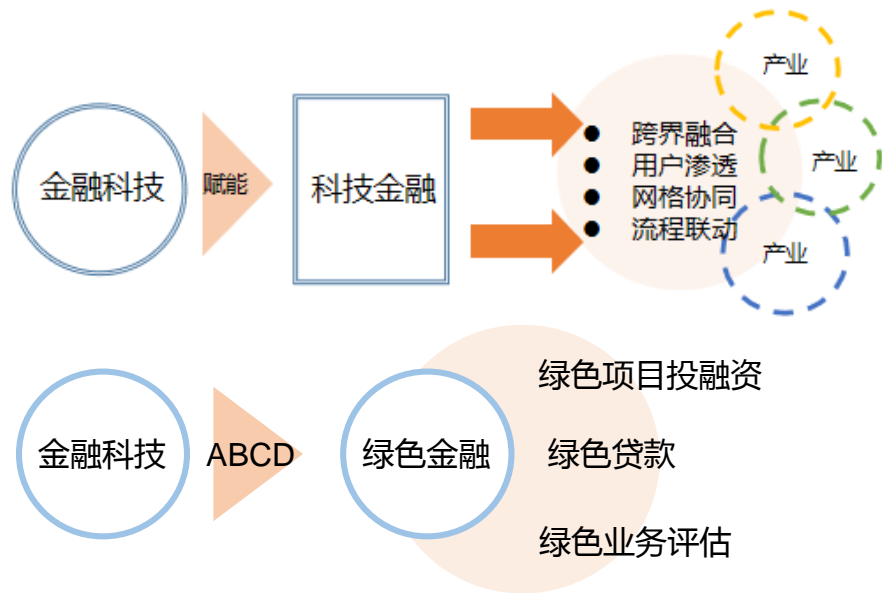 产业
金融科技
赋能
科技金融
跨界融合
用户渗透
网格协同
流程联动
产业
产业
绿色项目投融资
金融科技
ABCD
绿色金融
绿色贷款
绿色业务评估